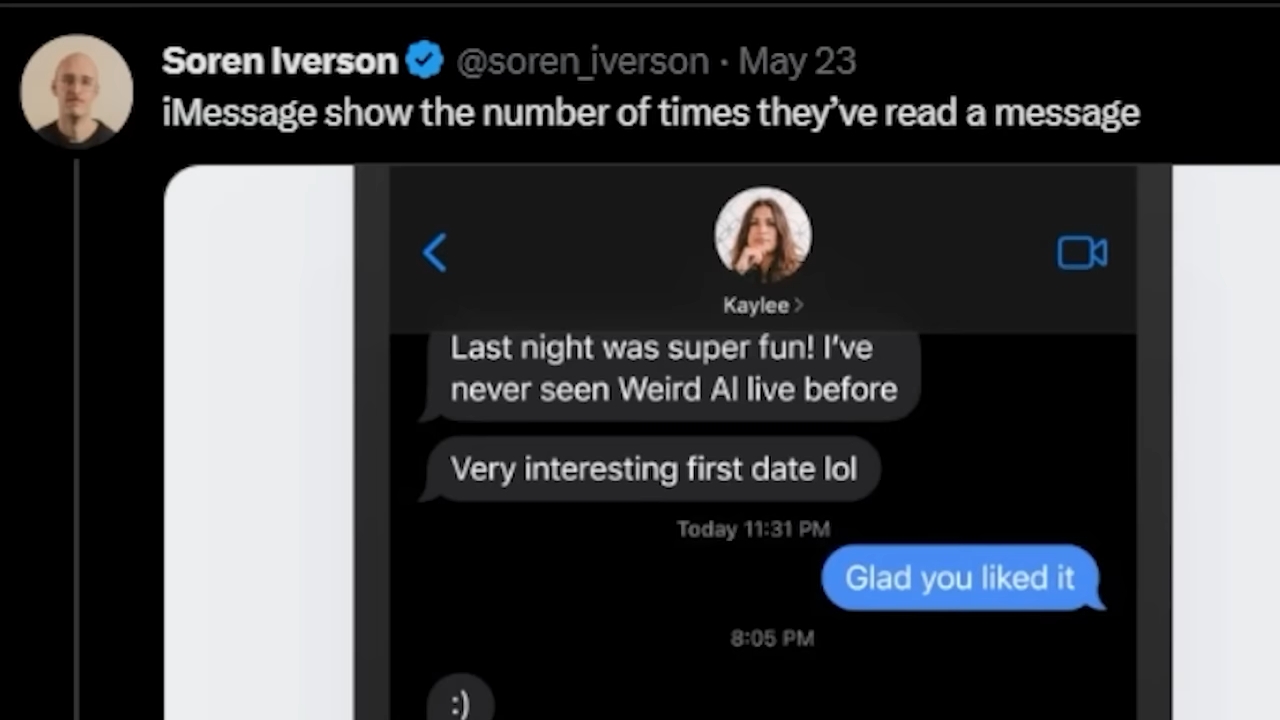 Soren Iverson @soren_iverson · May 23
iMessage show the number of times they’ve read a message
Kaylee >
Last night was super fun! I’ve
never seen Weird Al live before
Very interesting first date lol
Today 11:31 PM
Glad you liked it
8:05 PM
:)